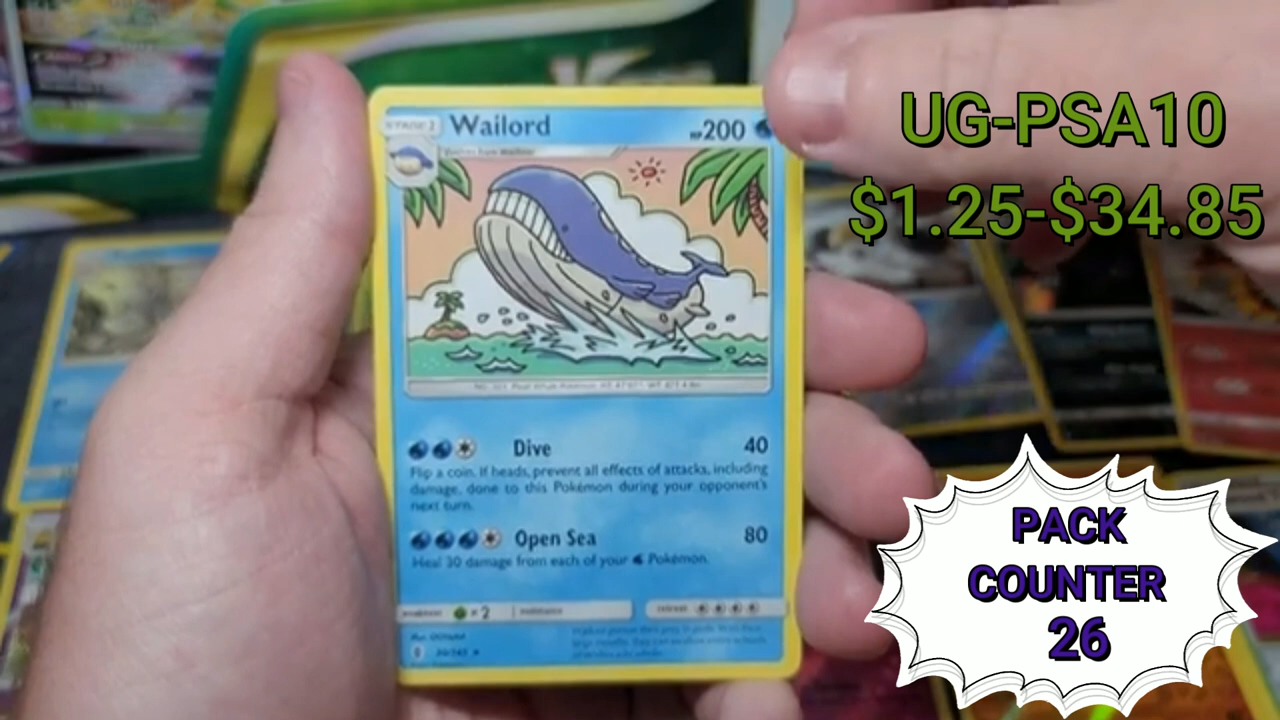 Wailord
HP200
UG-PSA10
$1.25-$34.85
Dive 40
Flip a coin. If heads, prevent all effects of attacks, including
damage, done to this Pokémon during your opponent's
next turn.
Open Sea 80
Heal 30 damage from each of your Pokémon.
× 2
PACK
COUNTER
26